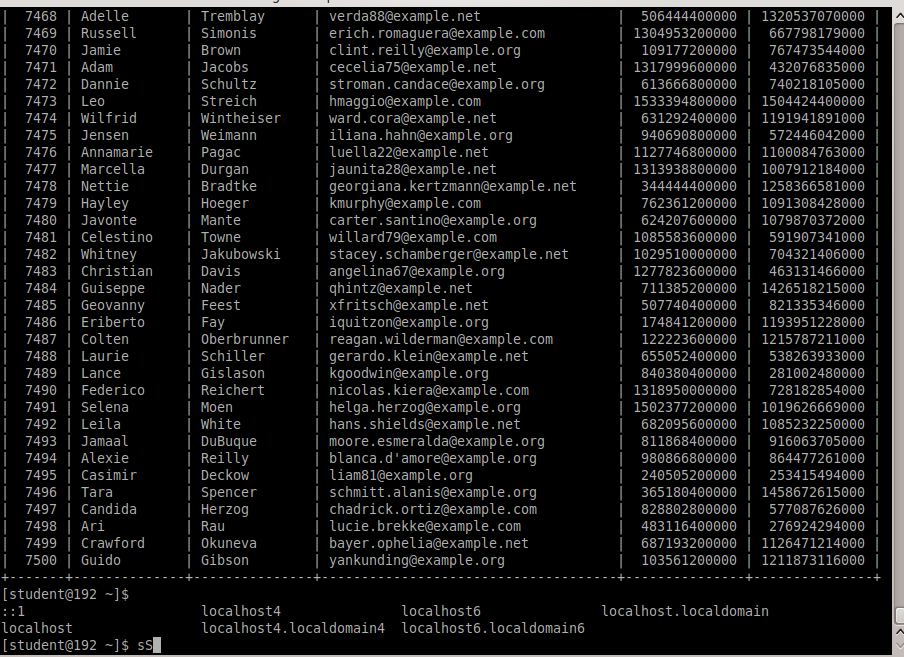 |  7468 | Adelle       | Tremblay      | verda88@example.net                 |  506444400000 | 1320537070000 |
|  7469 | Russell      | Simonis       | erich.romaguera@example.com         | 1304953200000 |  667798179000 |
|  7470 | Jamie        | Brown         | clint.reilly@example.org            |  109177200000 |  767473544000 |
|  7471 | Adam         | Jacobs        | cecelia75@example.net               | 1317999600000 |  432076835000 |
|  7472 | Dannie       | Schultz       | stroman.candace@example.org         |  613666800000 |  740218105000 |
|  7473 | Leo          | Streich       | hmaggio@example.com                 | 1533394800000 | 1504424400000 |
|  7474 | Wilfrid      | Wintheiser    | ward.cora@example.net               |  631292400000 | 1191941891000 |
|  7475 | Jensen       | Weimann       | iliana.hahn@example.org             |  940690800000 |  572446042000 |
|  7476 | Annamarie    | Pagac         | luella22@example.net                | 1127746800000 | 1100084763000 |
|  7477 | Marcella     | Durgan        | jaunita28@example.net               | 1313938800000 | 1007912184000 |
|  7478 | Nettie       | Bradtke       | georgiana.kertzmann@example.net     |  344444400000 | 1258366581000 |
|  7479 | Hayley       | Hoeger        | kmurphy@example.com                 |  762361200000 | 1091308428000 |
|  7480 | Javonte      | Mante         | carter.santino@example.org          |  624207600000 | 1079870372000 |
|  7481 | Celestino    | Towne         | willard79@example.com               | 1085583600000 |  591907341000 |
|  7482 | Whitney      | Jakubowski    | stacey.schamberger@example.net      | 1029510000000 |  704321406000 |
|  7483 | Christian    | Davis         | angelina67@example.org              | 1277823600000 |  463131466000 |
|  7484 | Guiseppe     | Nader         | qhintz@example.net                  |  711385200000 | 1426518215000 |
|  7485 | Geovanny     | Feest         | xfritsch@example.net                |  507740400000 |  821335346000 |
|  7486 | Eriberto     | Fay           | iquitzon@example.org                |  174841200000 | 1193951228000 |
|  7487 | Colten       | Oberbrunner   | reagan.wilderman@example.com        |  122223600000 | 1215787211000 |
|  7488 | Laurie       | Schiller      | gerardo.klein@example.net           |  655052400000 |  538263933000 |
|  7489 | Lance        | Gislason      | kgoodwin@example.org                |  840380400000 |  281002480000 |
|  7490 | Federico     | Reichert      | nicolas.kiera@example.com           | 1318950000000 |  728182854000 |
|  7491 | Selena       | Moen          | helga.herzog@example.org            | 1502377200000 | 1019626669000 |
|  7492 | Leila        | White         | hans.shields@example.net            |  682095600000 | 1085232250000 |
|  7493 | Jamaal       | DuBuque       | moore.esmeralda@example.org         |  811868400000 |  916063705000 |
|  7494 | Alexie       | Reilly        | blanca.d'amore@example.org          |  980866800000 |  864477261000 |
|  7495 | Casimir      | Deckow        | liam81@example.org                  |  240505200000 |  253415494000 |
|  7496 | Tara         | Spencer       | schmitt.alanis@example.org          |  365180400000 | 1458672615000 |
|  7497 | Candida      | Herzog        | chadrick.ortiz@example.com          |  828802800000 |  577087626000 |
|  7498 | Ari          | Rau           | lucie.brekke@example.com            |  483116400000 |  276924294000 |
|  7499 | Crawford     | Okuneva       | bayer.ophelia@example.net           |  687193200000 | 1126471214000 |
|  7500 | Guido        | Gibson        | yankunding@example.com              |  103561200000 | 1211873116000 |
+-------+--------------+---------------+-------------------------------------+---------------+---------------+
[student@192 ~]$
::1                      localhost4               localhost6               localhost.localdomain
localhost                localhost4.localdomain4  localhost6.localdomain6
[student@192 ~]$ sS